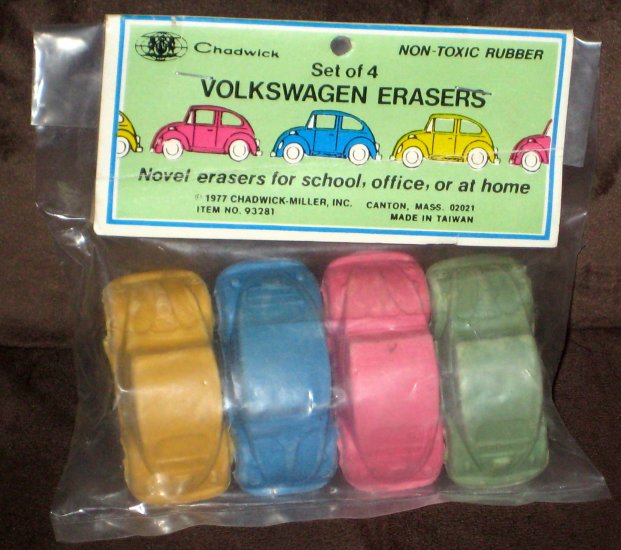 Chadwick
NON-TOXIC RUBBER
Set of 4
VOLKSWAGEN ERASERS
Novel erasers for school, office, or at home
© 1977 CHADWICK-MILLER, INC. CANTON, MASS. 02021
ITEM NO. 93281 MADE IN TAIWAN